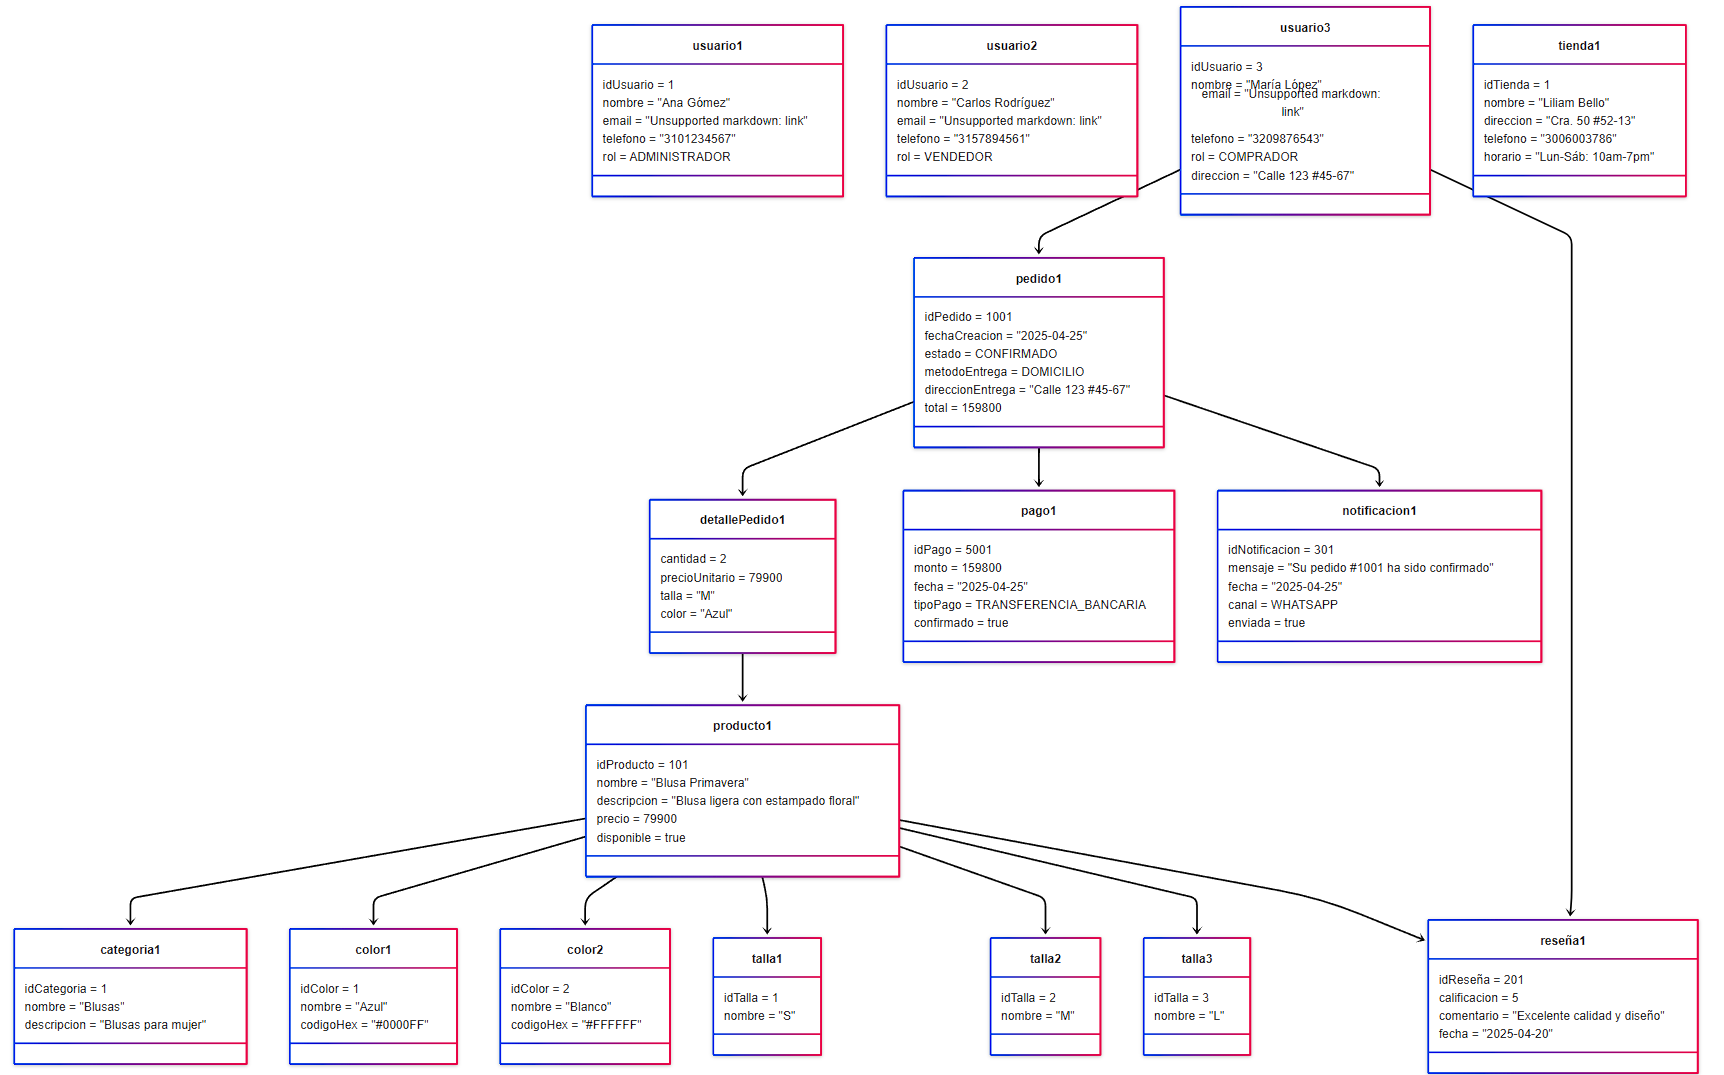 usuario1
idUsuario = 1
nombre = "Ana Gómez"
email = "Unsupported markdown: link"
telefono = "3101234567"
rol = ADMINISTRADOR
usuario2
idUsuario = 2
nombre = "Carlos Rodríguez"
email = "Unsupported markdown: link"
telefono = "3157894561"
rol = VENDEDOR
usuario3
idUsuario = 3
nombre = "María López"
email = "Unsupported markdown:
link"
telefono = "3209876543"
rol = COMPRADOR
direccion = "Calle 123 #45-67"
tienda1
idTienda = 1
nombre = "Liliam Bello"
direccion = "Cra. 50 #52-13"
telefono = "3006003786"
horario = "Lun-Sáb: 10am-7pm"
pedido1
idPedido = 1001
fechaCreacion = "2025-04-25"
estado = CONFIRMADO
metodoEntrega = DOMICILIO
direccionEntrega = "Calle 123 #45-67"
total = 159800
detallePedido1
cantidad = 2
precioUnitario = 79900
talla = "M"
color = "Azul"
pago1
idPago = 5001
monto = 159800
fecha = "2025-04-25"
tipoPago = TRANSFERENCIA_BANCARIA
confirmado = true
notificacion1
idNotificacion = 301
mensaje = "Su pedido #1001 ha sido confirmado"
fecha = "2025-04-25"
canal = WHATSAPP
enviada = true
producto1
idProducto = 101
nombre = "Blusa Primavera"
descripcion = "Blusa ligera con estampado floral"
precio = 79900
disponible = true
categoria1
idCategoria = 1
nombre = "Blusas"
descripcion = "Blusas para mujer"
color1
idColor = 1
nombre = "Azul"
codigoHex = "#0000FF"
color2
idColor = 2
nombre = "Blanco"
codigoHex = "#FFFFFF"
talla1
idTalla = 1
nombre = "S"
talla2
idTalla = 2
nombre = "M"
talla3
idTalla = 3
nombre = "L"
reseña1
idReseña = 201
calificacion = 5
comentario = "Excelente calidad y diseño"
fecha = "2025-04-20"